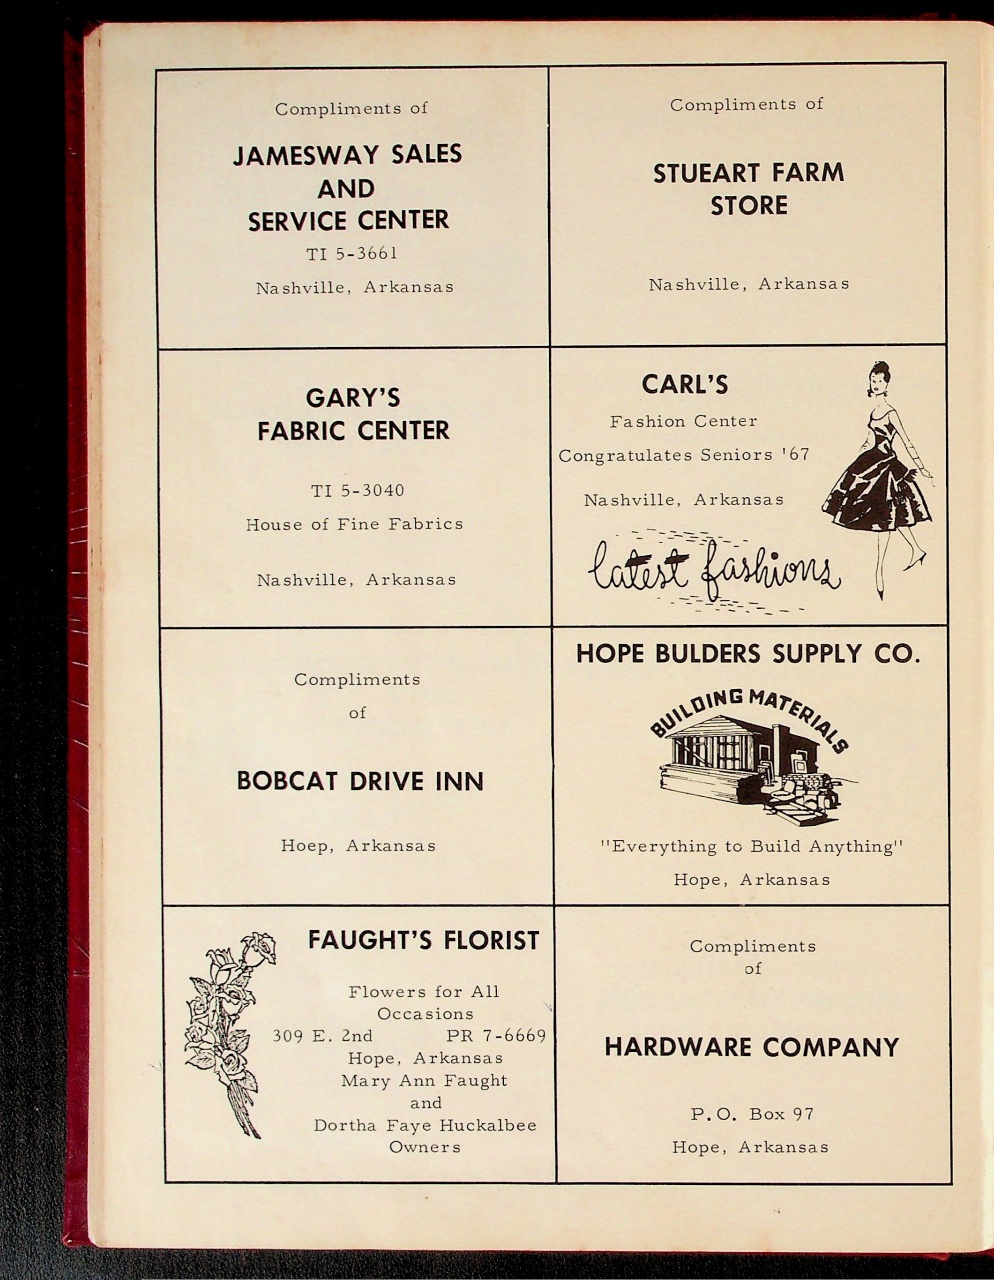 Compliments of
JAMESWAY SALES
AND
SERVICE CENTER
TI 5-3661
Nashville, Arkansas
Compliments of
STUEART FARM
STORE
Nashville, Arkansas
GARY'S
FABRIC CENTER
TI 5-3040
House of Fine Fabrics
Nashville, Arkansas
CARL'S
Fashion Center
Congratulates Seniors '67
Nashville, Arkansas
latest fashions
Compliments
of
BOBCAT DRIVE INN
Hoep, Arkansas
HOPE BULDERS SUPPLY CO.
BUILDING MATERIALS
"Everything to Build Anything"
Hope, Arkansas
FAUGHT'S FLORIST
Flowers for All
Occasions
309 E. 2nd PR 7-6669
Hope, Arkansas
Mary Ann Faught
and
Dortha Faye Huckalbee
Owners
Compliments
of
HARDWARE COMPANY
P.O. Box 97
Hope, Arkansas